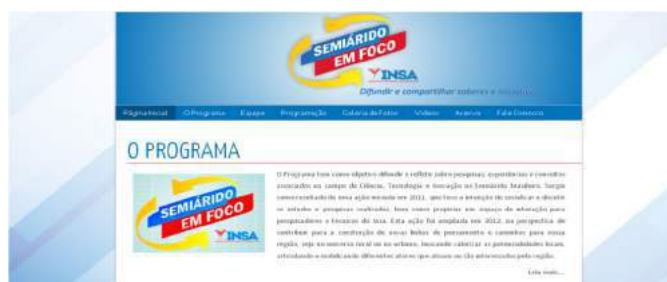 SEMIÁRIDO
EM FOCO
INSA
Difundir e compartilhar saberes e
Página Inicial O Programa Equipe Programação Galeria de Fotos Vídeos Acervo Fale Conosco
O PROGRAMA
SEMIÁRIDO
EM FOCO
INSA
O Programa tem como objetivo difundir e refletir sobre pesquisas, experiências e conceitos
associados ao campo da Ciência, Tecnologia e Inovação no Semiárido brasileiro. Surgiu
como resultado de uma ação iniciada em 2011, que teve a intenção de socializar e discutir
os estudos e pesquisas realizados, bem como propiciar um espaço de interação para
pesquisadores e técnicos do Insa. Esta ação foi ampliada em 2012, na perspectiva de
contribuir para a construção de novas linhas de pensamento e caminhos para nossa
região, seja no universo rural ou no urbano, buscando valorizar as potencialidades locais,
articulando e mobilizando diferentes atores que atuam ou são interessados pela região.
Leia mais...